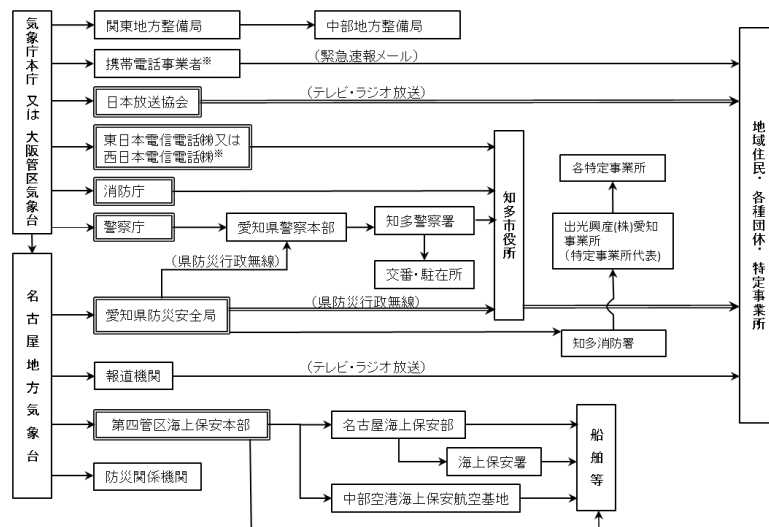 気象庁本庁 又は 大阪管区気象台
関東地方整備局
中部地方整備局
携帯電話事業者※
(緊急速報メール)
日本放送協会
(テレビ・ラジオ放送)
東日本電信電話㈱又は
西日本電信電話㈱※
消防庁
警察庁
愛知県警察本部
知多警察署
交番・駐在所
知多市役所
各特定事業所
出光興産(株)愛知
事業所
(特定事業所代表)
地域住民・各種団体・特定事業所
名古屋地方気象台
(県防災行政無線)
愛知県防災安全局
(県防災行政無線)
知多消防署
報道機関
(テレビ・ラジオ放送)
第四管区海上保安本部
名古屋海上保安部
海上保安署
船舶等
防災関係機関
中部空港海上保安航空基地